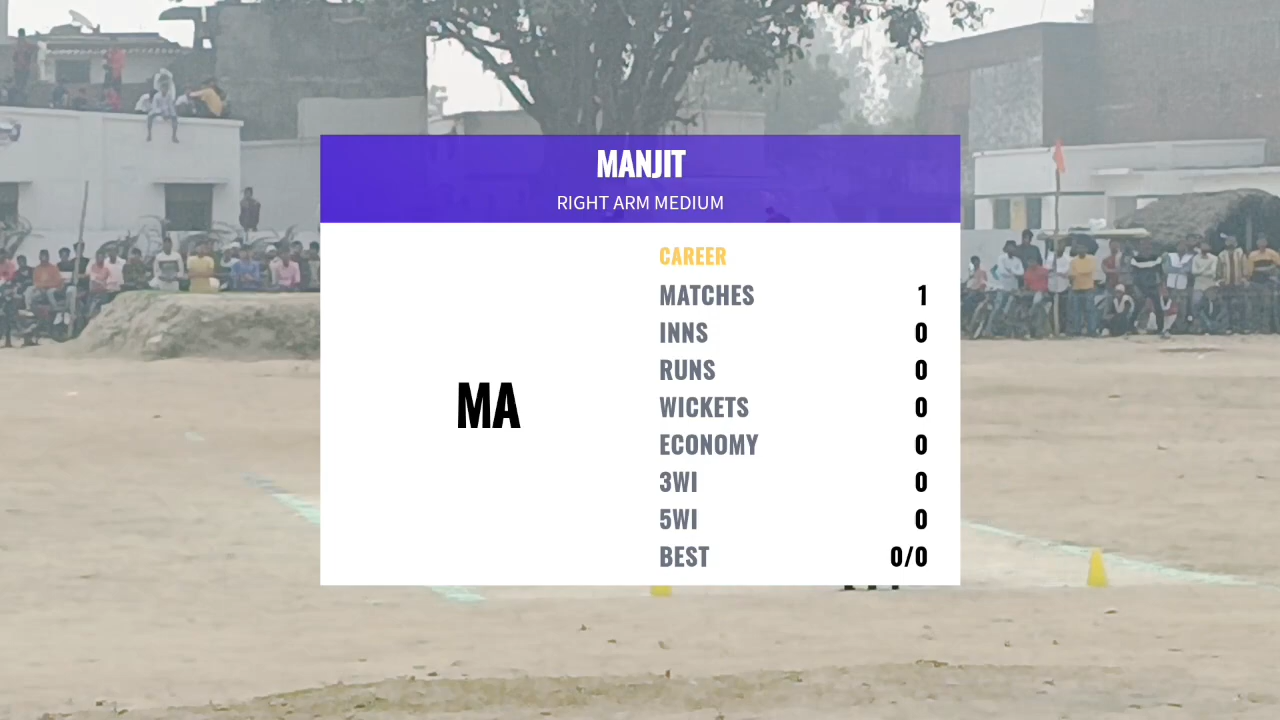 MANJIT
RIGHT ARM MEDIUM
MA
CAREER
MATCHES 1
INNS 0
RUNS 0
WICKETS 0
ECONOMY 0
3WI 0
5WI 0
BEST 0/0